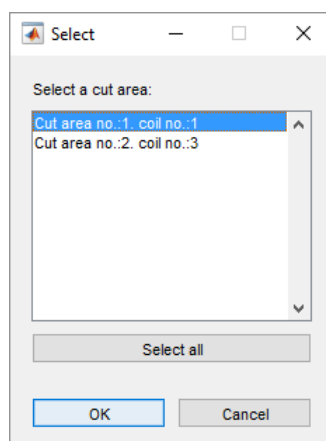 Select
Select a cut area:
Cut area no.:1. coil no.:1
Cut area no.:2. coil no.:3
Select all
OK
Cancel